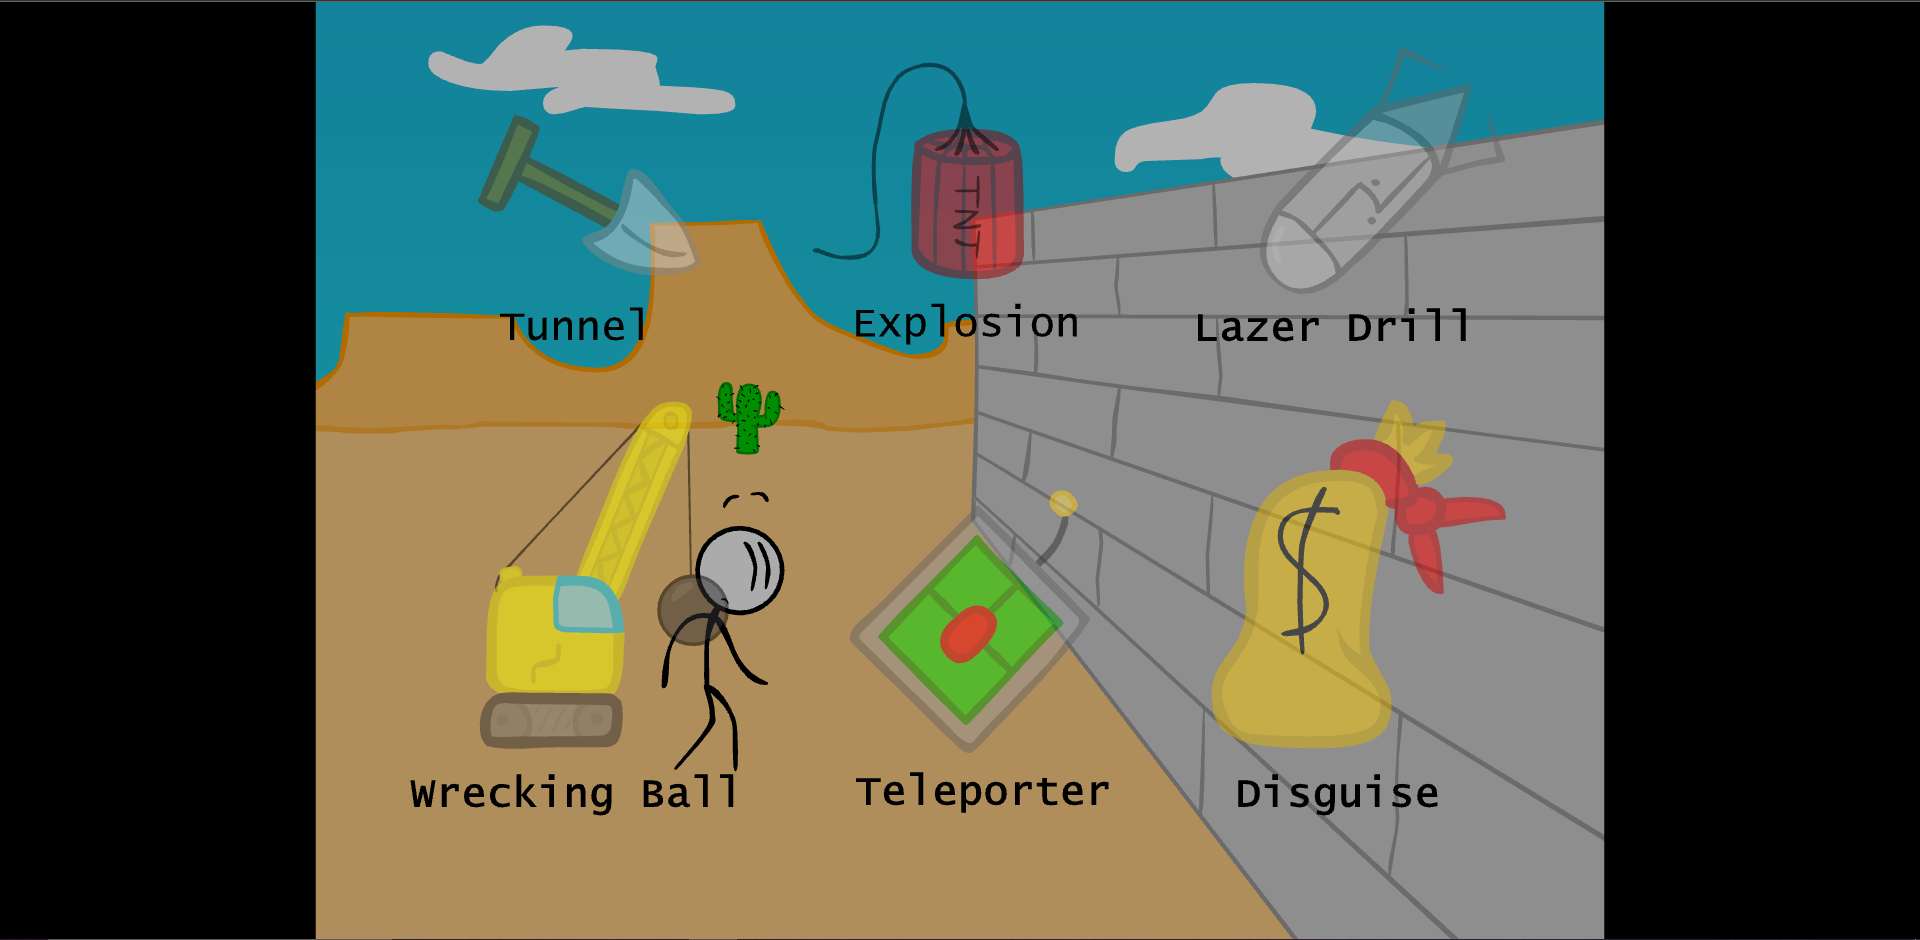 TNT
Tunnel
Explosion
Lazer Drill
$
Wrecking Ball
Teleporter
Disguise